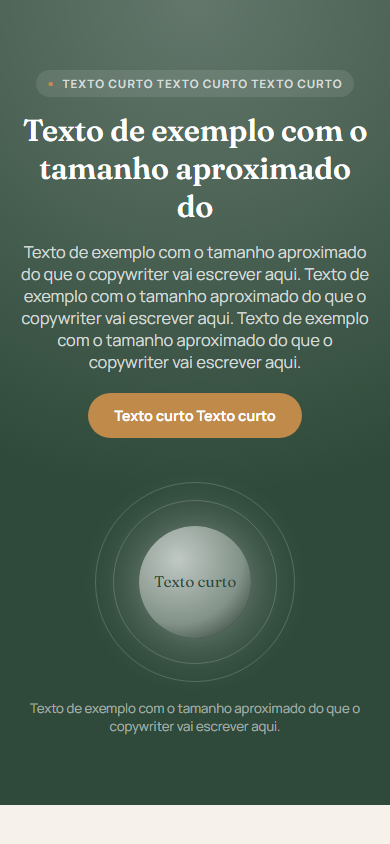 TEXTO CURTO TEXTO CURTO TEXTO CURTO
Texto de exemplo com o
tamanho aproximado
do
Texto de exemplo com o tamanho aproximado
do que o copywriter vai escrever aqui. Texto de
exemplo com o tamanho aproximado do que o
copywriter vai escrever aqui. Texto de exemplo
com o tamanho aproximado do que o
copywriter vai escrever aqui.
Texto curto Texto curto
Texto curto
Texto de exemplo com o tamanho aproximado do que o
copywriter vai escrever aqui.